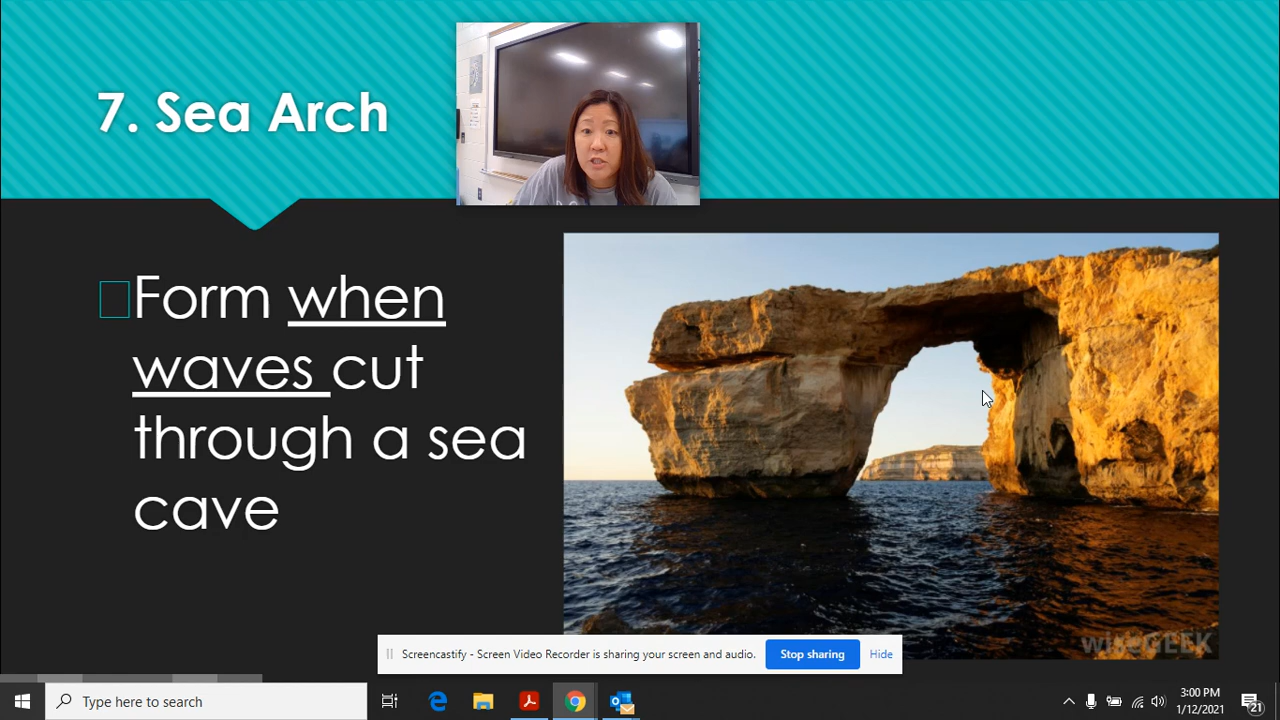 7. Sea Arch
Form when
waves cut
through a sea
cave
wiseGEEK
Screencastify - Screen Video Recorder is sharing your screen and audio.
Stop sharing
Hide
Type here to search
3:00 PM
1/12/2021
21